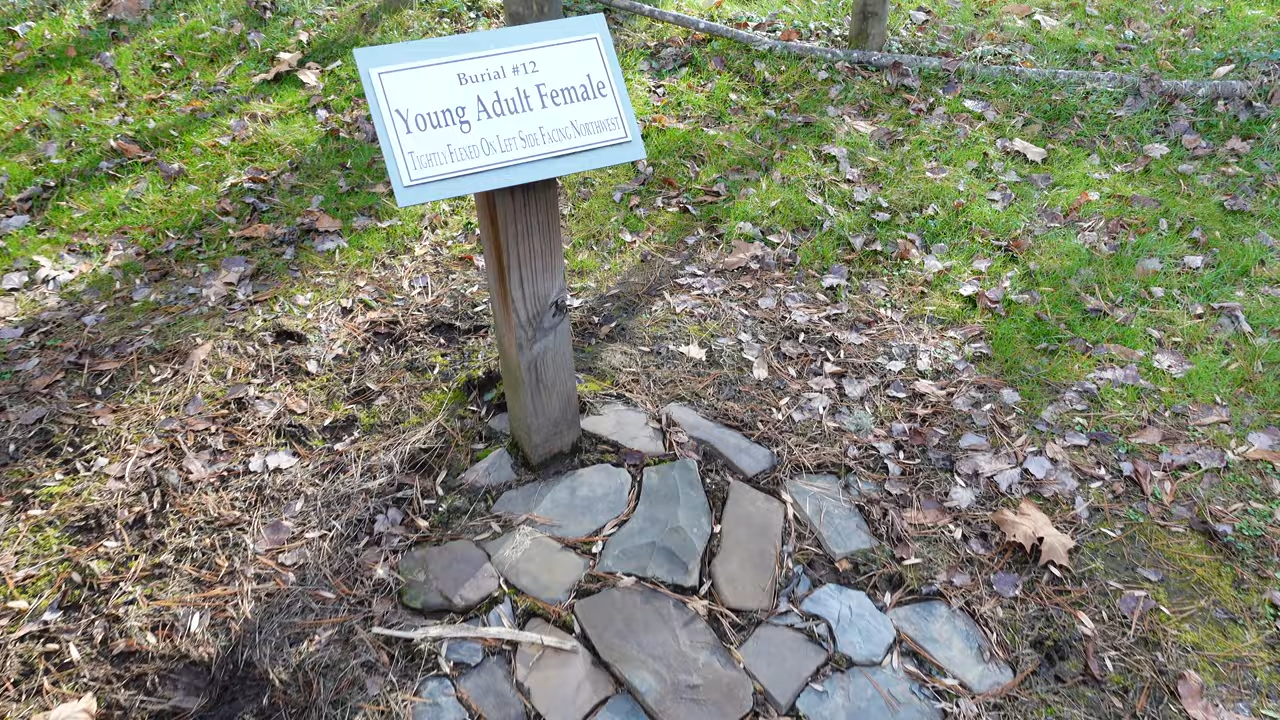 Burial #12
Young Adult Female
Tightly Flexed On Left Side Facing Northwest